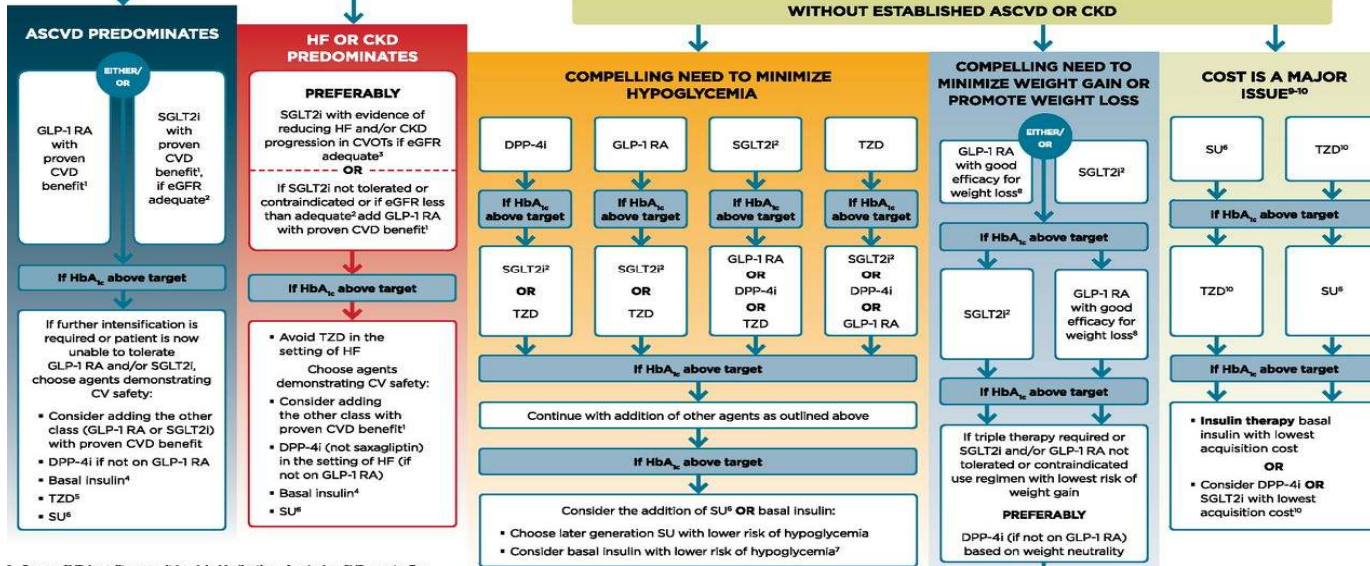 WITHOUT ESTABLISHED ASCVD OR CKD
ASCVD PREDOMINATES
EITHER/
OR
GLP-1 RA
with
proven
CVD
benefit¹
SGLT2i
with
proven
CVD
benefit¹,
if eGFR
adequate²
If HbA1c above target
If further intensification is
required or patient is now
unable to tolerate
GLP-1 RA and/or SGLT2i,
choose agents demonstrating
CV safety:
▪ Consider adding the other
class (GLP-1 RA or SGLT2i)
with proven CVD benefit
▪ DPP-4i if not on GLP-1 RA
▪ Basal insulin⁴
▪ TZD⁵
▪ SU⁶
HF OR CKD
PREDOMINATES
PREFERABLY
SGLT2i with evidence of
reducing HF and/or CKD
progression in CVOTs if eGFR
adequate³
OR
If SGLT2i not tolerated or
contraindicated or if eGFR less
than adequate² add GLP-1 RA
with proven CVD benefit¹
If HbA1c above target
▪ Avoid TZD in the
setting of HF
Choose agents
demonstrating CV safety:
▪ Consider adding
the other class with
proven CVD benefit¹
▪ DPP-4i (not saxagliptin)
in the setting of HF (if
not on GLP-1 RA)
▪ Basal insulin⁴
▪ SU⁶
COMPELLING NEED TO MINIMIZE
HYPOGLYCEMIA
DPP-4i
GLP-1 RA
SGLT2i²
TZD
If HbA1c
above target
If HbA1c
above target
If HbA1c
above target
If HbA1c
above target
SGLT2i²
OR
TZD
SGLT2i²
OR
TZD
GLP-1 RA
OR
DPP-4i
OR
TZD
SGLT2i²
OR
DPP-4i
OR
GLP-1 RA
If HbA1c above target
Continue with addition of other agents as outlined above
If HbA1c above target
Consider the addition of SU⁶ OR basal insulin:
▪ Choose later generation SU with lower risk of hypoglycemia
▪ Consider basal insulin with lower risk of hypoglycemia⁷
COMPELLING NEED TO
MINIMIZE WEIGHT GAIN OR
PROMOTE WEIGHT LOSS
EITHER/
OR
GLP-1 RA
with good
efficacy for
weight loss⁸
SGLT2i²
If HbA1c above target
SGLT2i²
GLP-1 RA
with good
efficacy for
weight loss⁸
If HbA1c above target
If triple therapy required or
SGLT2i and/or GLP-1 RA not
tolerated or contraindicated
use regimen with lowest risk of
weight gain
PREFERABLY
DPP-4i (if not on GLP-1 RA)
based on weight neutrality
COST IS A MAJOR
ISSUE⁹⁻¹⁰
SU⁶
TZD¹⁰
If HbA1c above target
TZD¹⁰
SU⁶
If HbA1c above target
▪ Insulin therapy basal
insulin with lowest
acquisition cost
OR
▪ Consider DPP-4i OR
SGLT2i with lowest
acquisition cost¹⁰